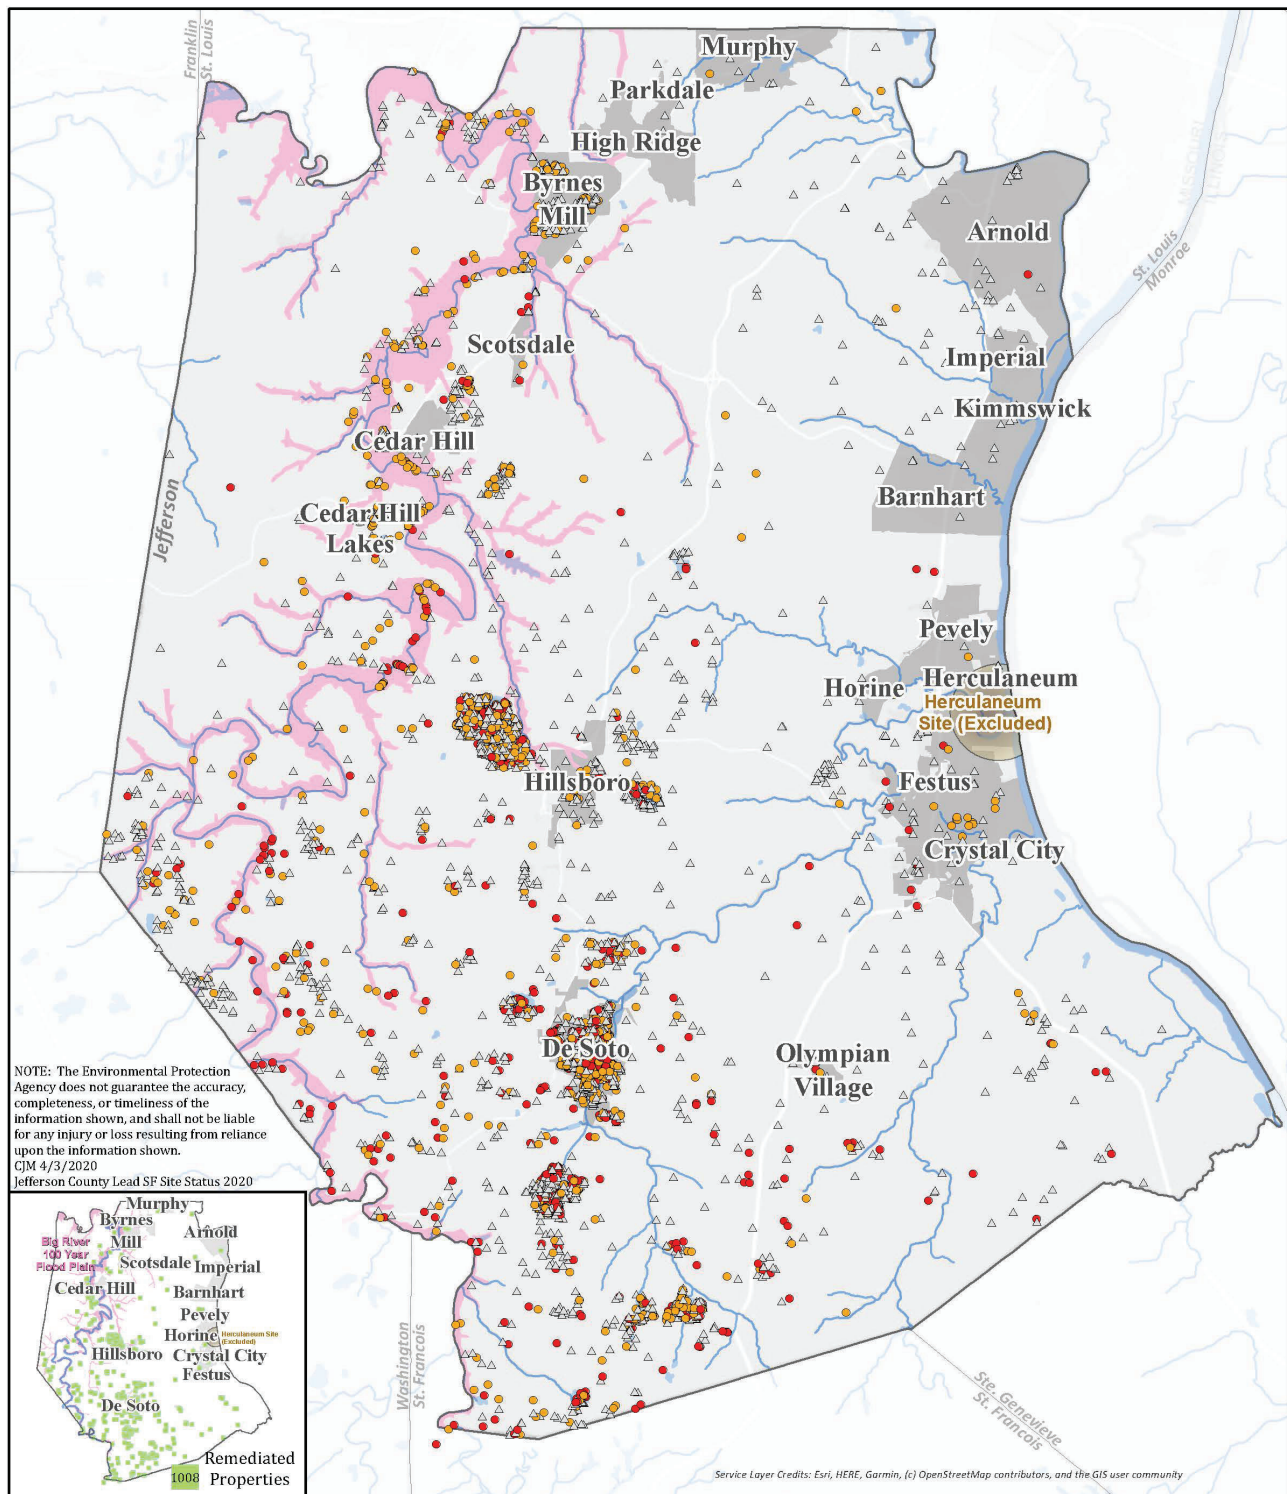 Franklin
St. Louis
Murphy
Parkdale
High Ridge
Byrnes
Mill
Arnold
MISSOURI
ILLINOIS
St. Louis
Monroe
Scotsdale
Imperial
Kimmswick
Cedar Hill
Barnhart
Cedar Hill
Lakes
Jefferson
Pevely
Horine
Herculaneum
Herculaneum
Site (Excluded)
Hillsboro
Festus
Crystal City
De Soto
Olympian
Village
NOTE: The Environmental Protection
Agency does not guarantee the accuracy,
completeness, or timeliness of the
information shown, and shall not be liable
for any injury or loss resulting from reliance
upon the information shown.
CJM 4/3/2020
Jefferson County Lead SF Site Status 2020
Murphy
Byrnes
Mill
Arnold
Big River
100 Year
Flood Plain
Scotsdale
Imperial
Cedar Hill
Barnhart
Pevely
Horine
Herculaneum Site
(Excluded)
Hillsboro
Crystal City
Festus
De Soto
1008
Remediated
Properties
Washington
St. Francois
Ste. Genevieve
St. Francois
Service Layer Credits: Esri, HERE, Garmin, (c) OpenStreetMap contributors, and the GIS user community